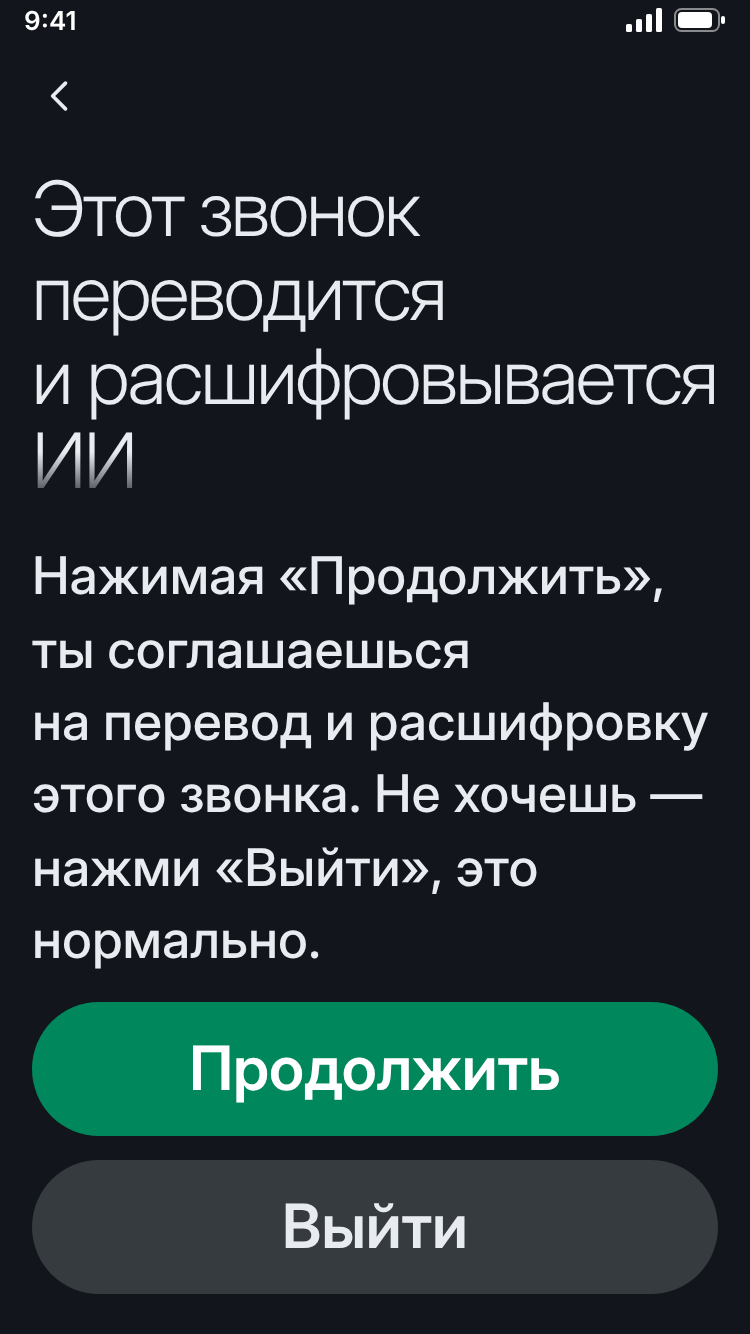 9:41
Этот звонок
переводится
и расшифровывается
ИИ
Нажимая «Продолжить»,
ты соглашаешься
на перевод и расшифровку
этого звонка. Не хочешь —
нажми «Выйти», это
нормально.
Продолжить
Выйти